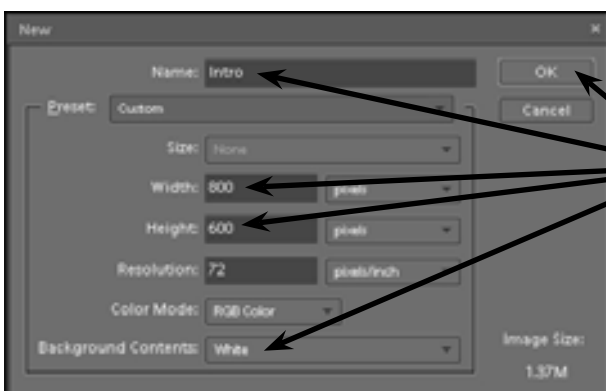 New
Name: Intro OK
Preset: Custom Cancel
Size: None
Width: 800 pixels
Height: 600 pixels
Resolution: 72 pixels/inch
Color Mode: RGB Color
Background Contents: White
Image Size:
1.37M